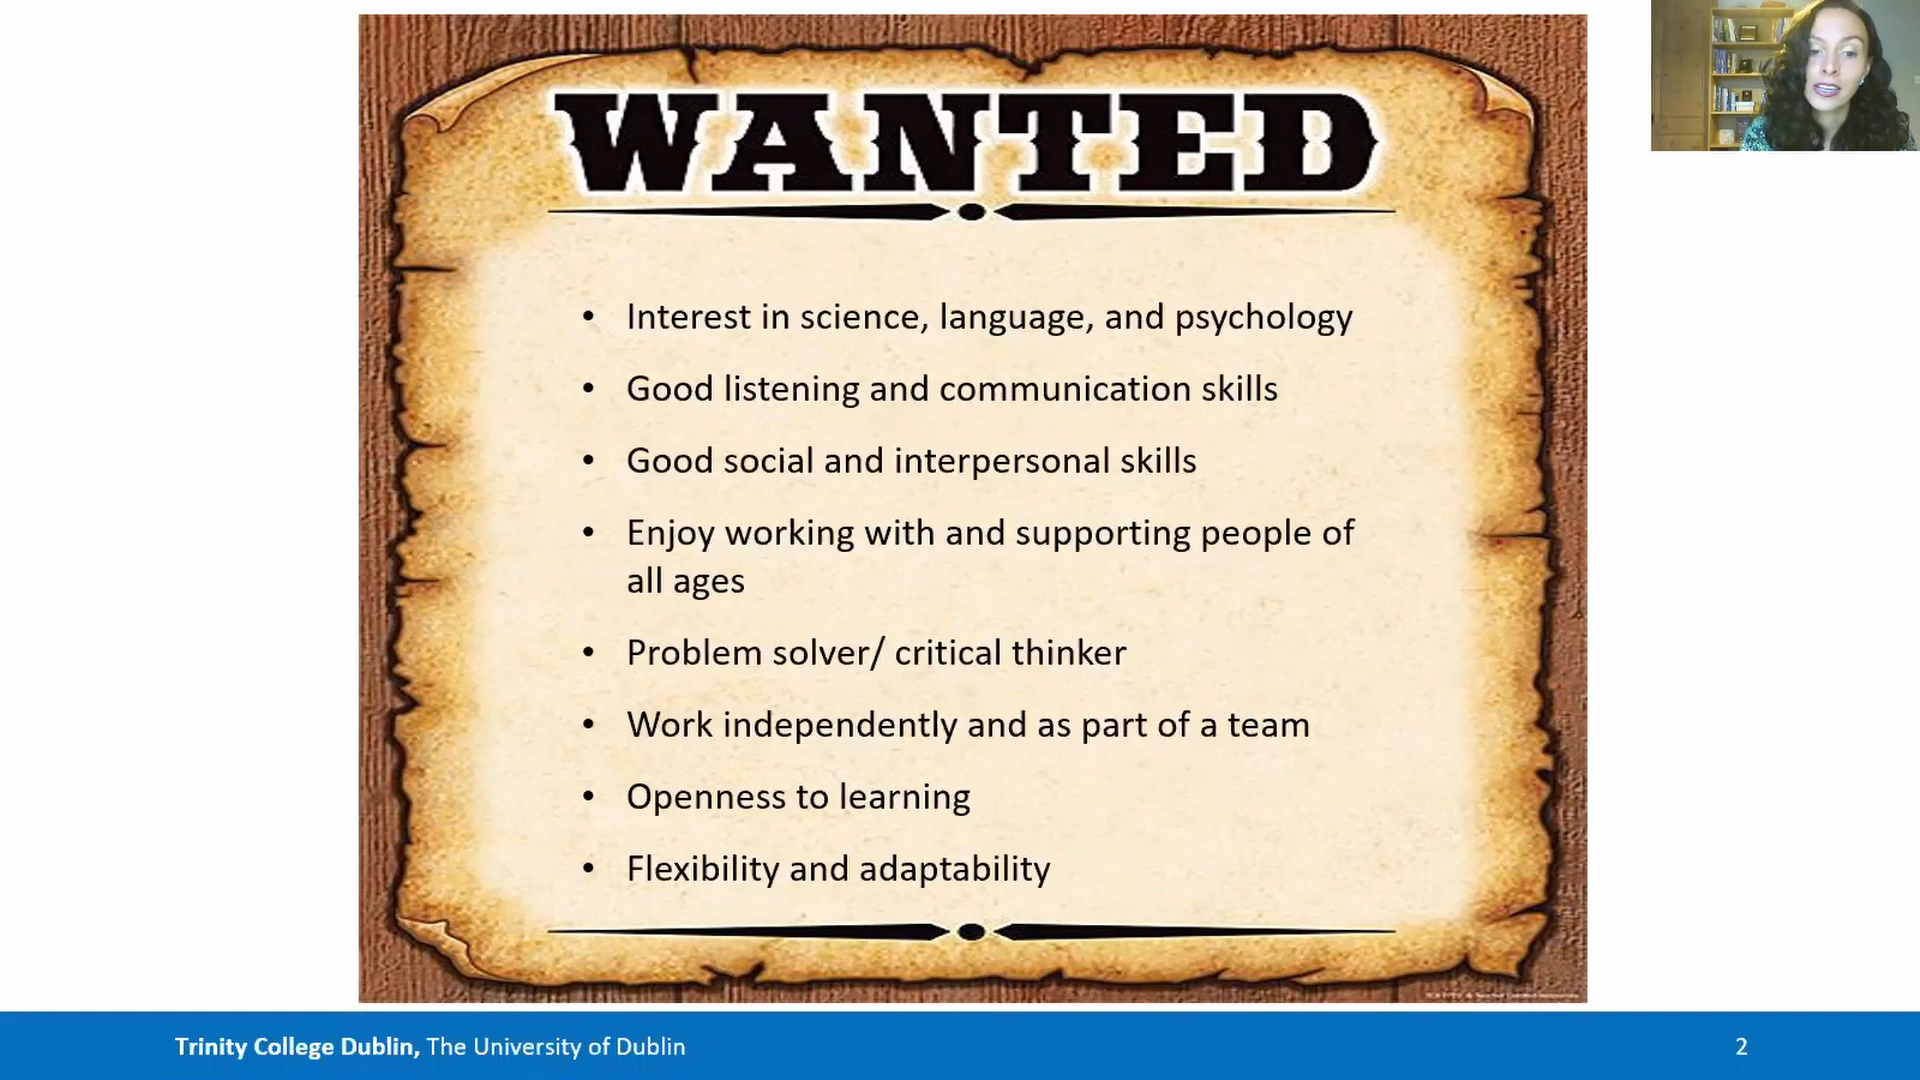 WANTED
• Interest in science, language, and psychology
• Good listening and communication skills
• Good social and interpersonal skills
• Enjoy working with and supporting people of
all ages
• Problem solver/ critical thinker
• Work independently and as part of a team
• Openness to learning
• Flexibility and adaptability
Trinity College Dublin, The University of Dublin
2